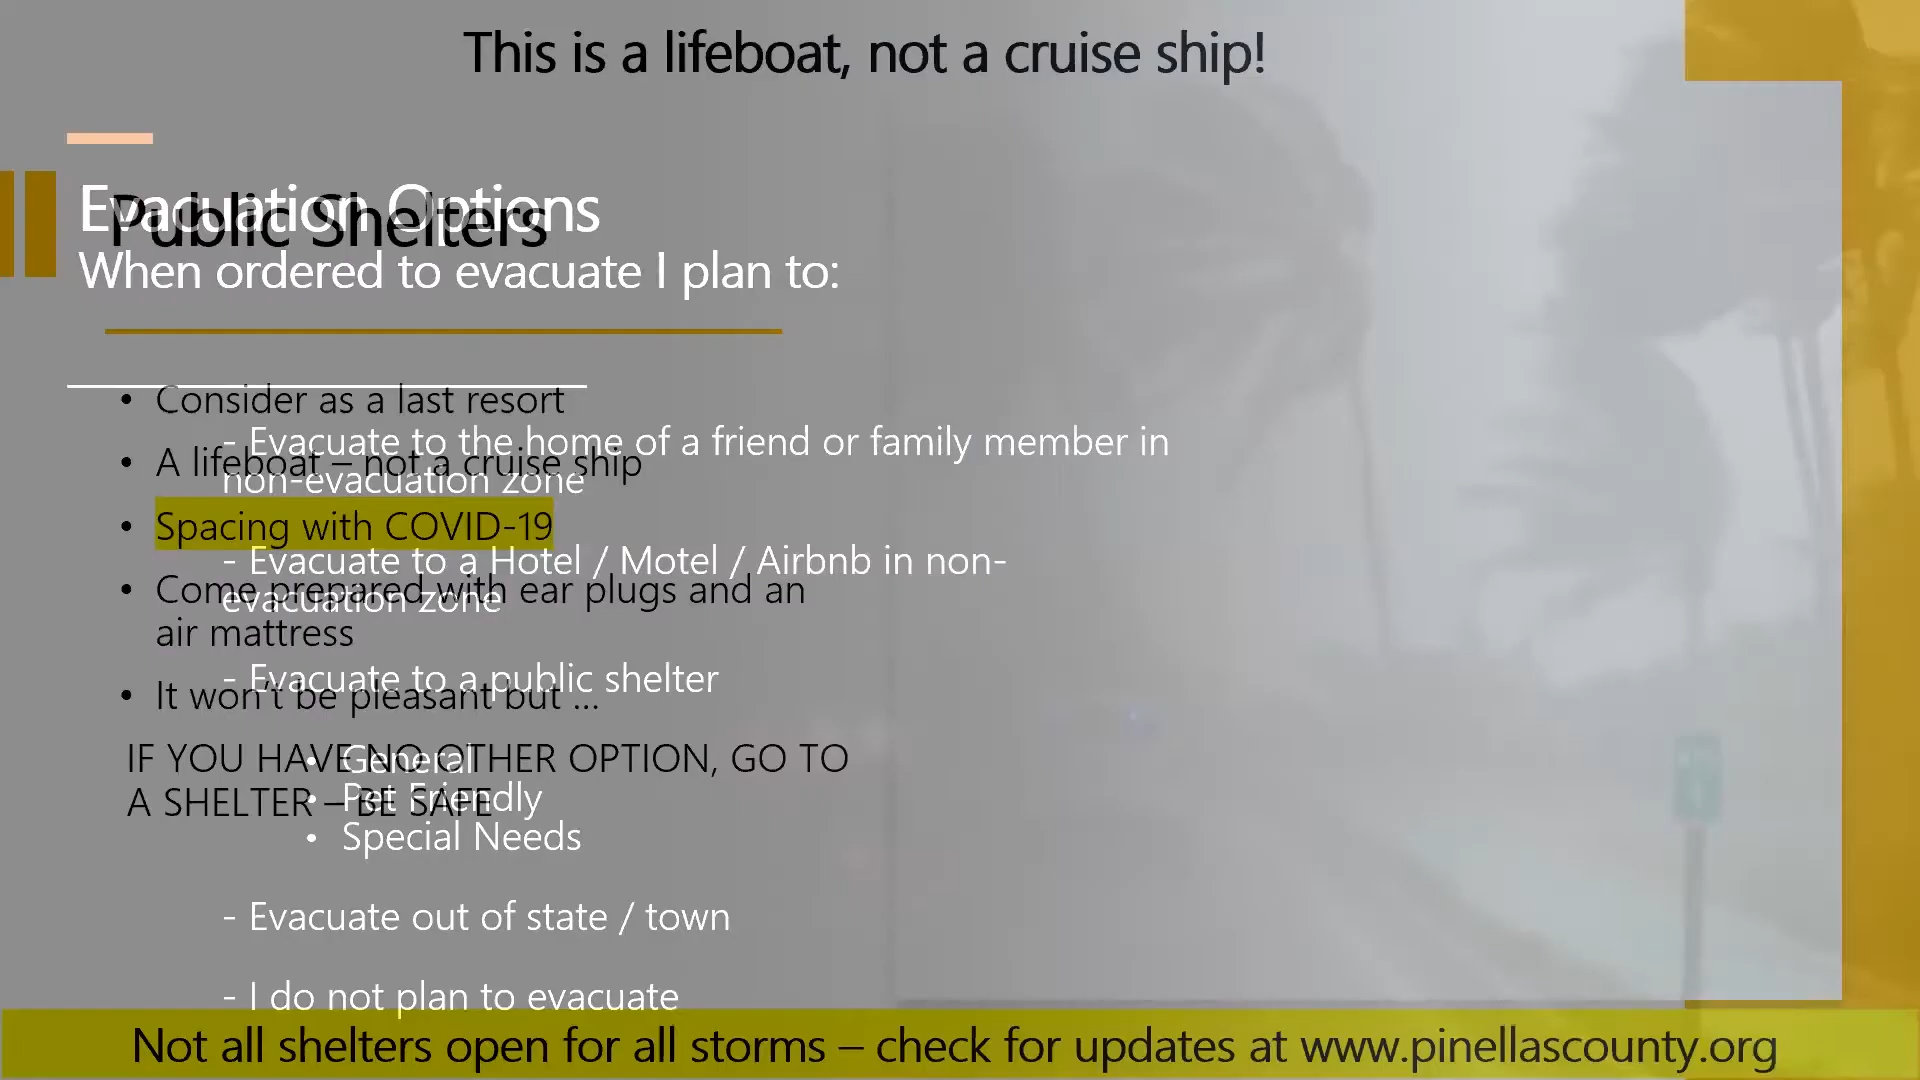 This is a lifeboat, not a cruise ship!
Evacuation Options
Public Shelters
When ordered to evacuate I plan to:
• Consider as a last resort
- Evacuate to the home of a friend or family member in
non-evacuation zone
• A lifeboat – not a cruise ship
• Spacing with COVID-19
- Evacuate to a Hotel / Motel / Airbnb in non-
evacuation zone
• Come prepared with ear plugs and an
air mattress
- Evacuate to a public shelter
• It won't be pleasant but ...
IF YOU HAVE NO OTHER OPTION, GO TO
A SHELTER – BE SAFE
• General
• Pet Friendly
• Special Needs
- Evacuate out of state / town
- I do not plan to evacuate
Not all shelters open for all storms – check for updates at www.pinellascounty.org